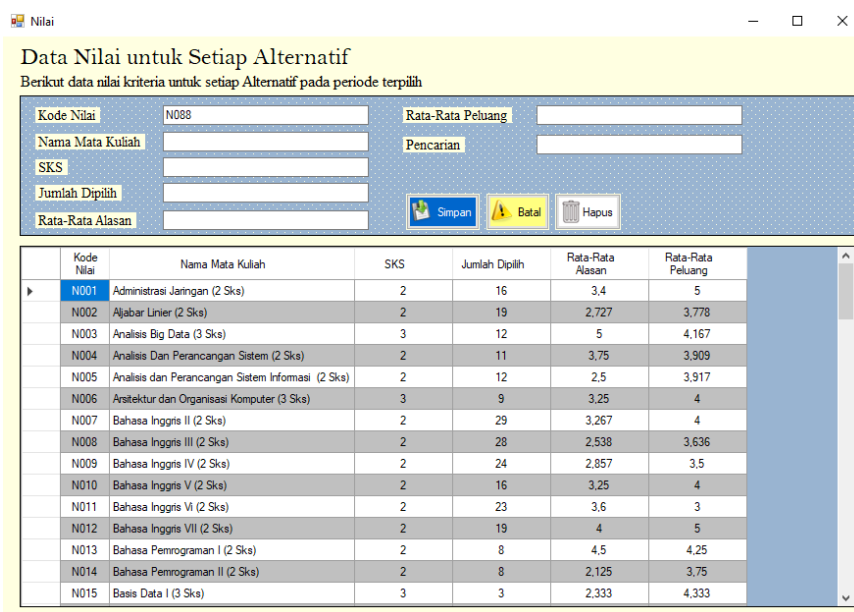 Nilai
Data Nilai untuk Setiap Alternatif
Berikut data nilai kriteria untuk setiap Alternatif pada periode terpilih
Kode Nilai N088 Rata-Rata Peluang
Nama Mata Kuliah Pencarian
SKS
Jumlah Dipilih
Rata-Rata Alasan Simpan Batal Hapus
Kode Nilai Nama Mata Kuliah SKS Jumlah Dipilih Rata-Rata Alasan Rata-Rata Peluang
N001 Administrasi Jaringan (2 Sks) 2 16 3,4 5
N002 Aljabar Linier (2 Sks) 2 19 2,727 3,778
N003 Analisis Big Data (3 Sks) 3 12 5 4,167
N004 Analisis Dan Perancangan Sistem (2 Sks) 2 11 3,75 3,909
N005 Analisis dan Perancangan Sistem Informasi (2 Sks) 2 12 2,5 3,917
N006 Arsitektur dan Organisasi Komputer (3 Sks) 3 9 3,25 4
N007 Bahasa Inggris II (2 Sks) 2 29 3,267 4
N008 Bahasa Inggris III (2 Sks) 2 28 2,538 3,636
N009 Bahasa Inggris IV (2 Sks) 2 24 2,857 3,5
N010 Bahasa Inggris V (2 Sks) 2 16 3,25 4
N011 Bahasa Inggris Vi (2 Sks) 2 23 3,6 3
N012 Bahasa Inggris VII (2 Sks) 2 19 4 5
N013 Bahasa Pemrograman I (2 Sks) 2 8 4,5 4,25
N014 Bahasa Pemrograman II (2 Sks) 2 8 2,125 3,75
N015 Basis Data I (3 Sks) 3 3 2,333 4,333